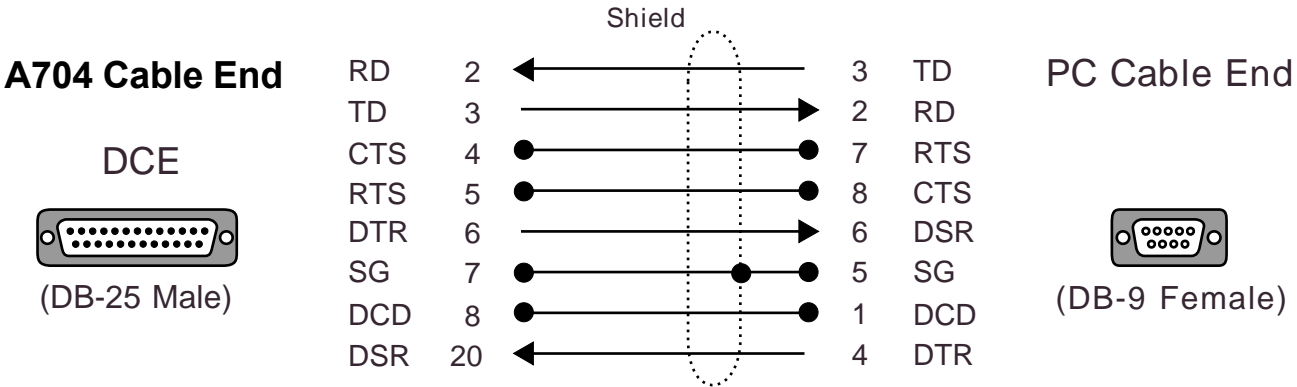 Shield
A704 Cable End
PC Cable End
DCE
(DB-25 Male)
(DB-9 Female)
RD 2 3 TD
TD 3 2 RD
CTS 4 7 RTS
RTS 5 8 CTS
DTR 6 6 DSR
SG 7 5 SG
DCD 8 1 DCD
DSR 20 4 DTR